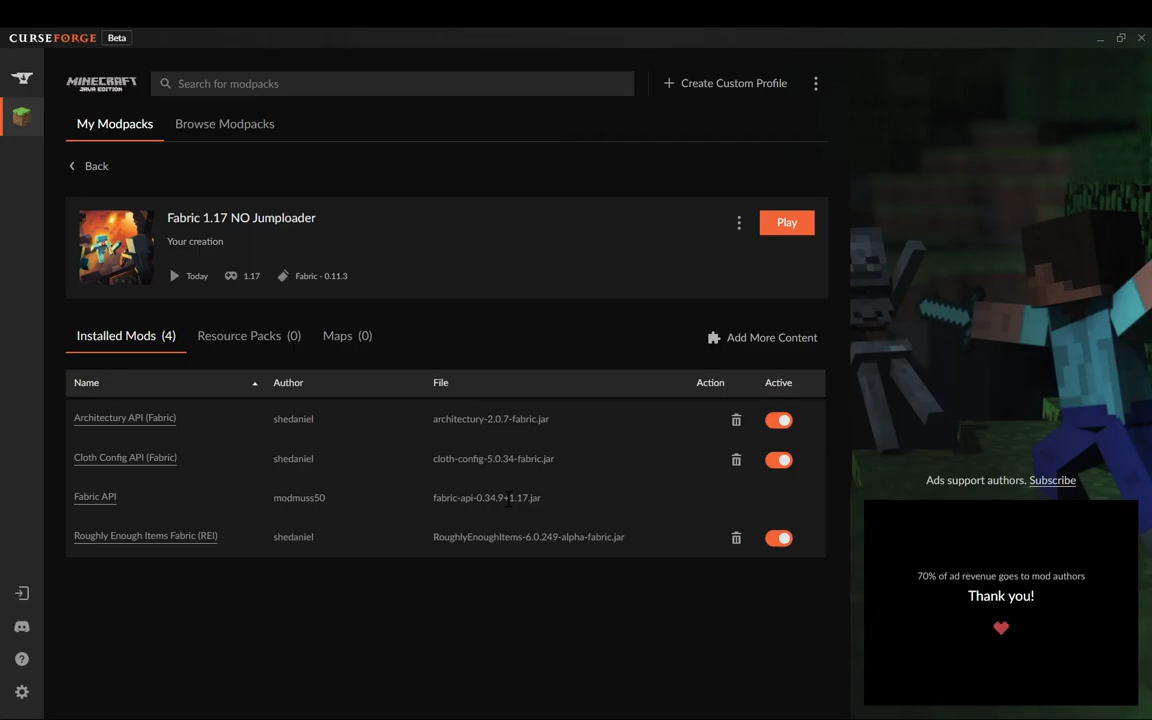 CURSEFORGE Beta
MINECRAFT
JAVA EDITION
Search for modpacks
Create Custom Profile
My Modpacks Browse Modpacks
Back
Fabric 1.17 NO Jumploader
Play
Your creation
Today 1.17 Fabric - 0.11.3
Installed Mods (4) Resource Packs (0) Maps (0) Add More Content
Name Author File Action Active
Architectury API (Fabric) shedaniel architectury-2.0.7-fabric.jar
Cloth Config API (Fabric) shedaniel cloth-config-5.0.34-fabric.jar
Fabric API modmuss50 fabric-api-0.34.9+1.17.jar
Roughly Enough Items Fabric (REI) shedaniel RoughlyEnoughItems-6.0.249-alpha-fabric.jar
Ads support authors. Subscribe
70% of ad revenue goes to mod authors
Thank you!